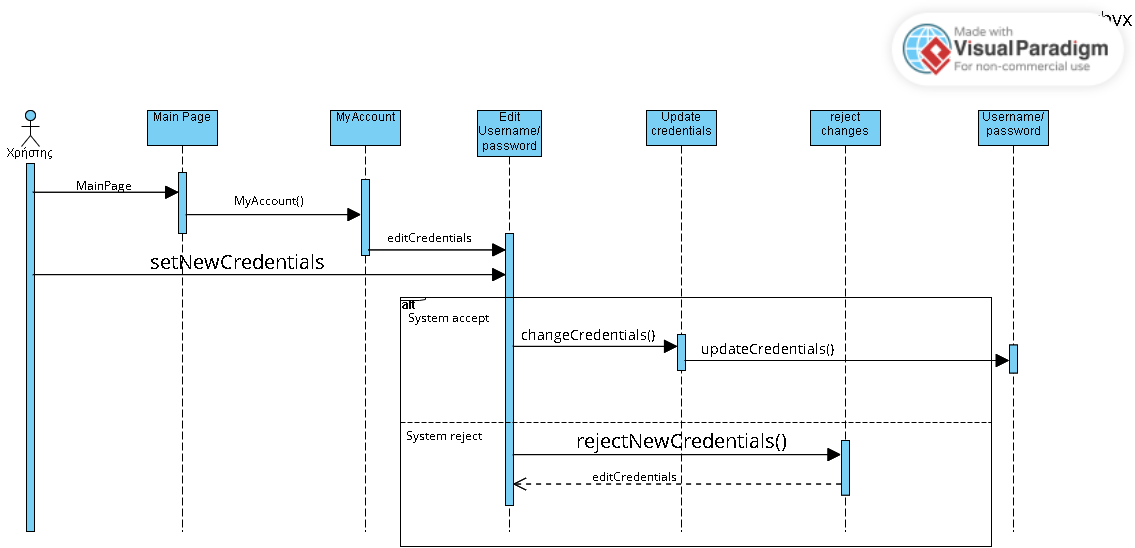 Made with
Visual Paradigm
For non-commercial use
Χρήστης
Main Page
MyAccount
Edit
Username/
password
Update
credentials
reject
changes
Username/
password
MainPage
MyAccount()
editCredentials
setNewCredentials
alt
System accept
changeCredentials()
updateCredentials()
System reject
rejectNewCredentials()
editCredentials